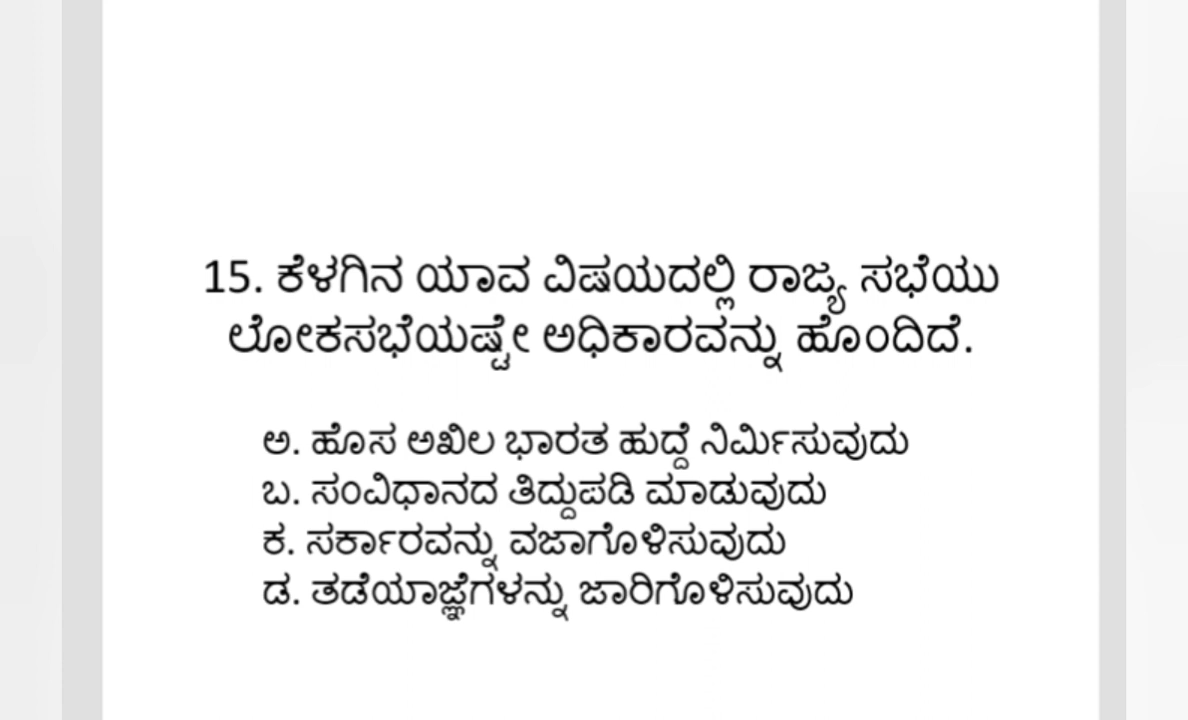 15. ಕೆಳಗಿನ ಯಾವ ವಿಷಯದಲ್ಲಿ ರಾಜ್ಯ ಸಭೆಯು
ಲೋಕಸಭೆಯಷ್ಟೇ ಅಧಿಕಾರವನ್ನು ಹೊಂದಿದೆ.
ಅ. ಹೊಸ ಅಖಿಲ ಭಾರತ ಹುದ್ದೆ ನಿರ್ಮಿಸುವುದು
ಬ. ಸಂವಿಧಾನದ ತಿದ್ದುಪಡಿ ಮಾಡುವುದು
ಕ. ಸರ್ಕಾರವನ್ನು ವಜಾಗೊಳಿಸುವುದು
ಡ. ತಡೆಯಾಜ್ಞೆಗಳನ್ನು ಜಾರಿಗೊಳಿಸುವುದು